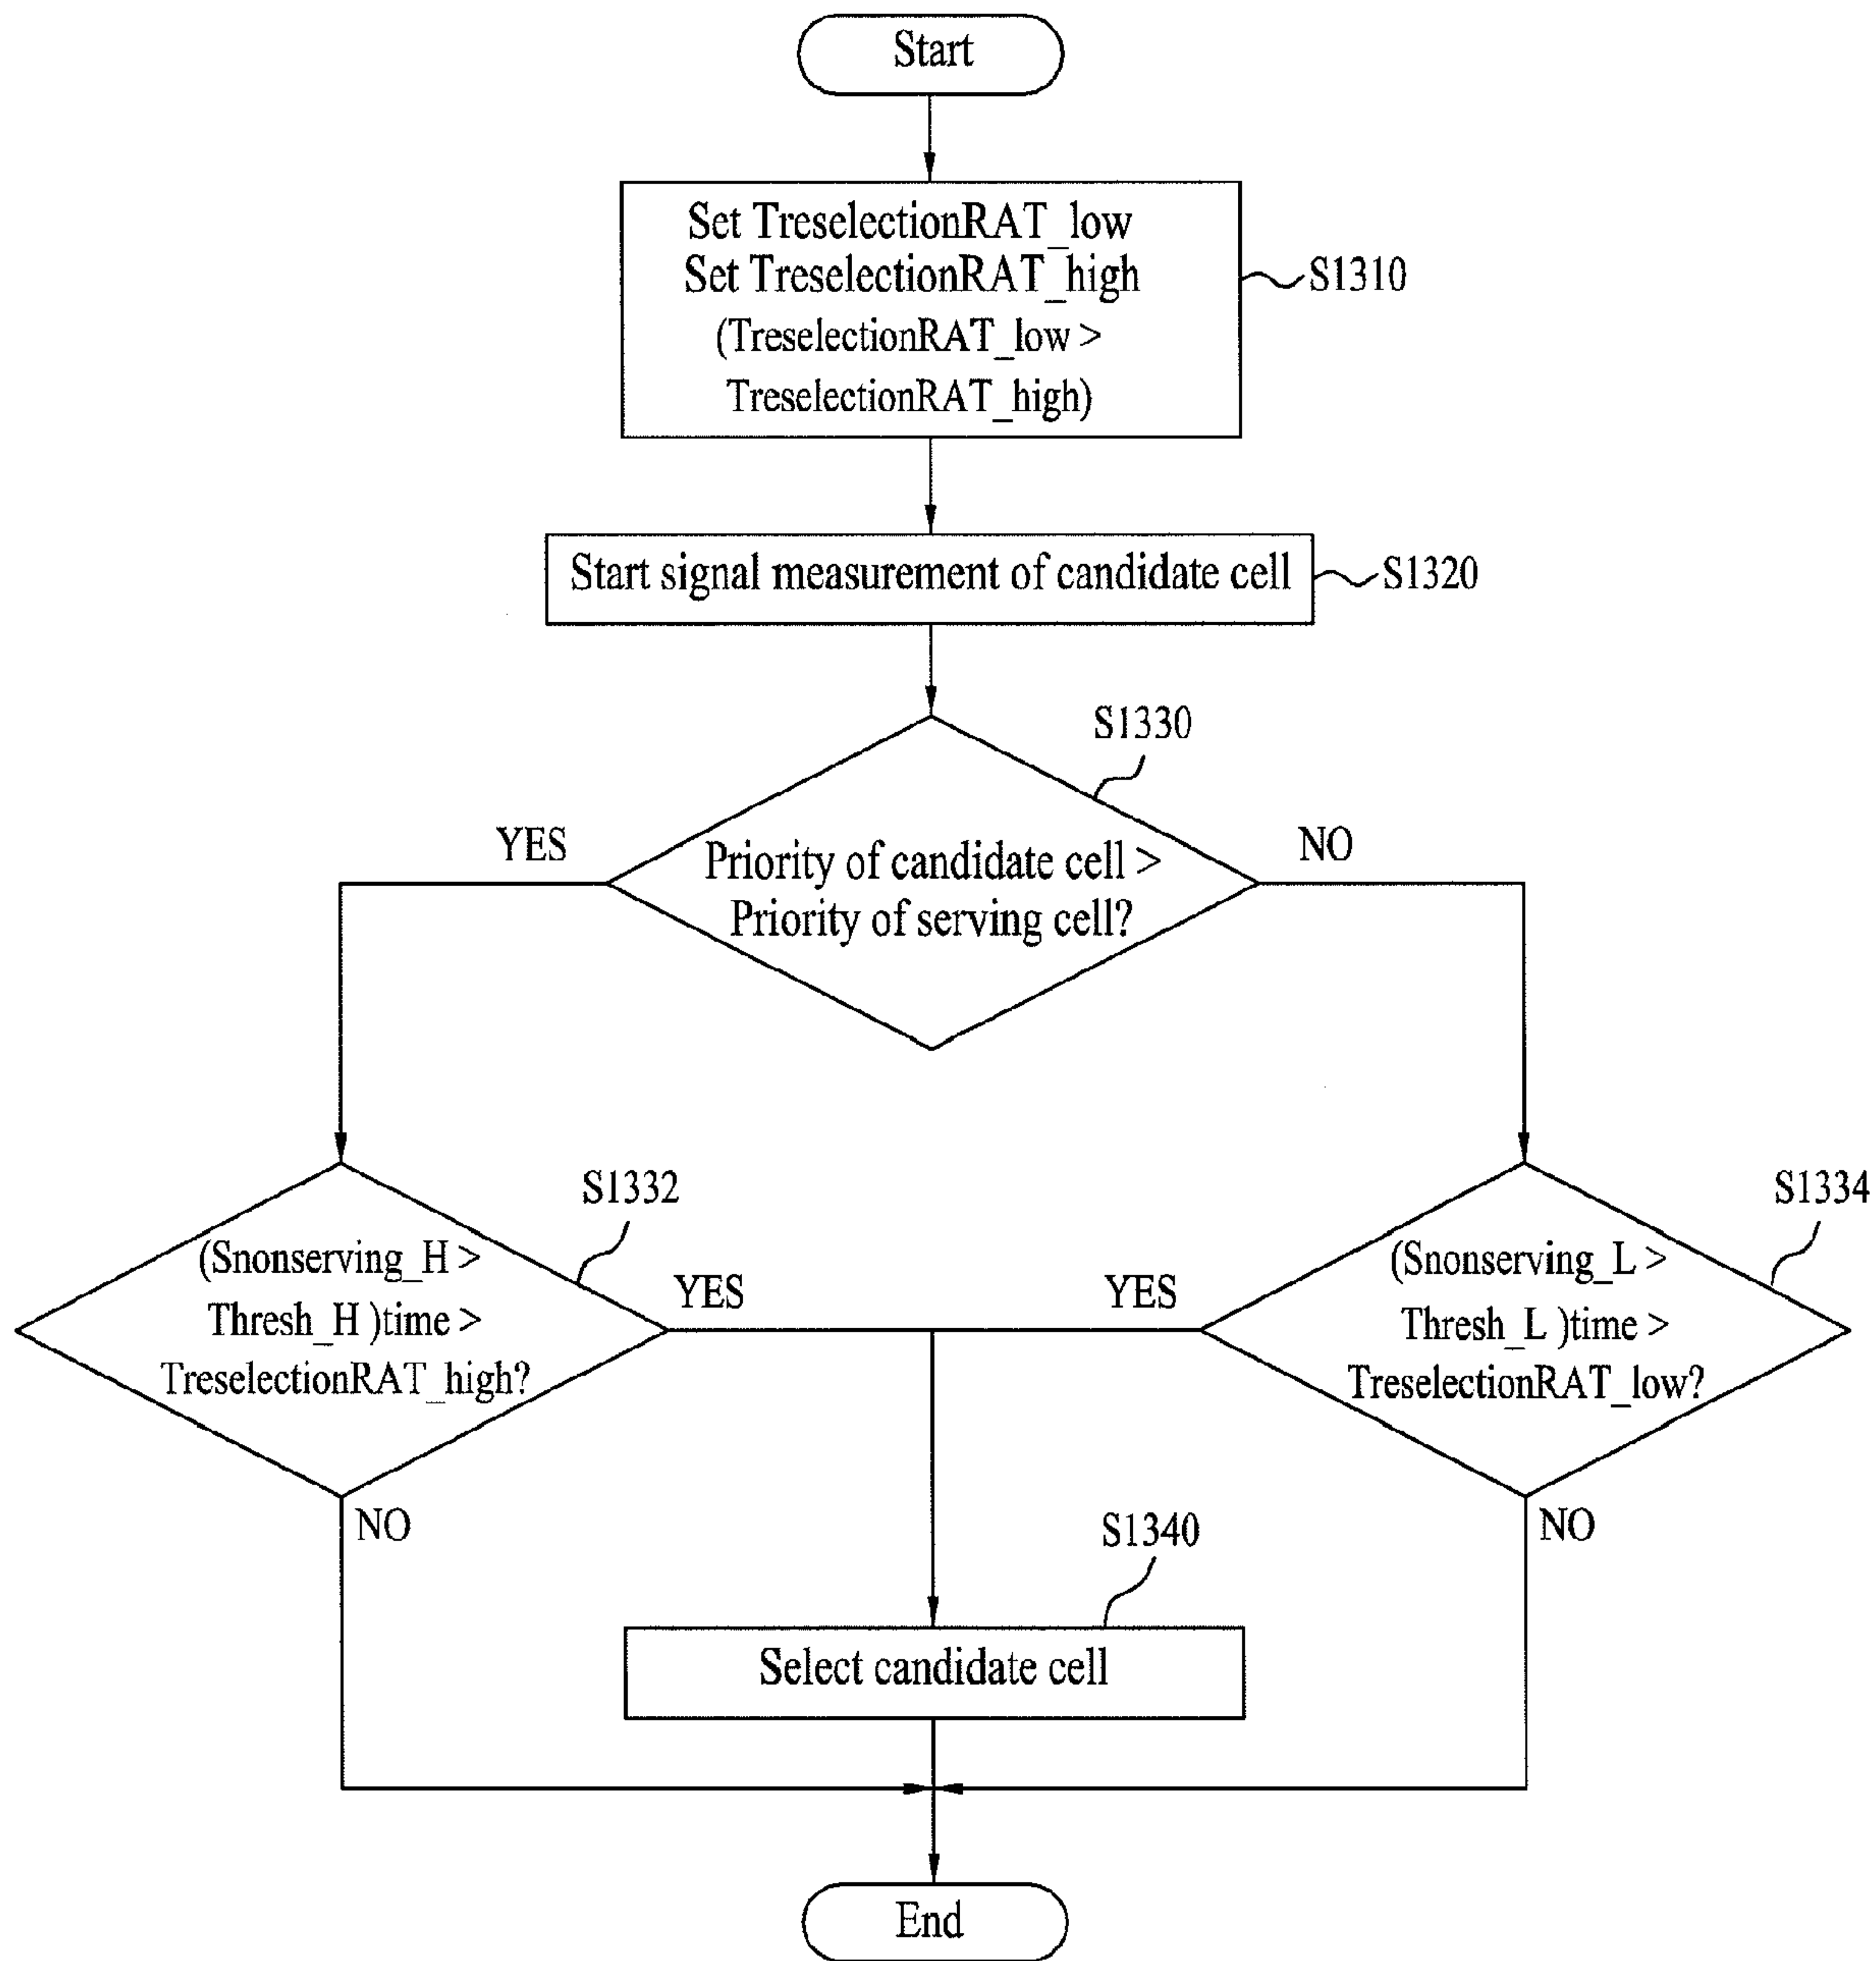 Start
Set TreselectionRAT_low
Set TreselectionRAT_high
(TreselectionRAT_low >
TreselectionRAT_high)
S1310
Start signal measurement of candidate cell
S1320
S1330
YES
NO
Priority of candidate cell >
Priority of serving cell?
S1332
S1334
(Snonserving_H >
Thresh_H )time >
TreselectionRAT_high?
YES
YES
(Snonserving_L >
Thresh_L )time >
TreselectionRAT_low?
NO
NO
S1340
Select candidate cell
End